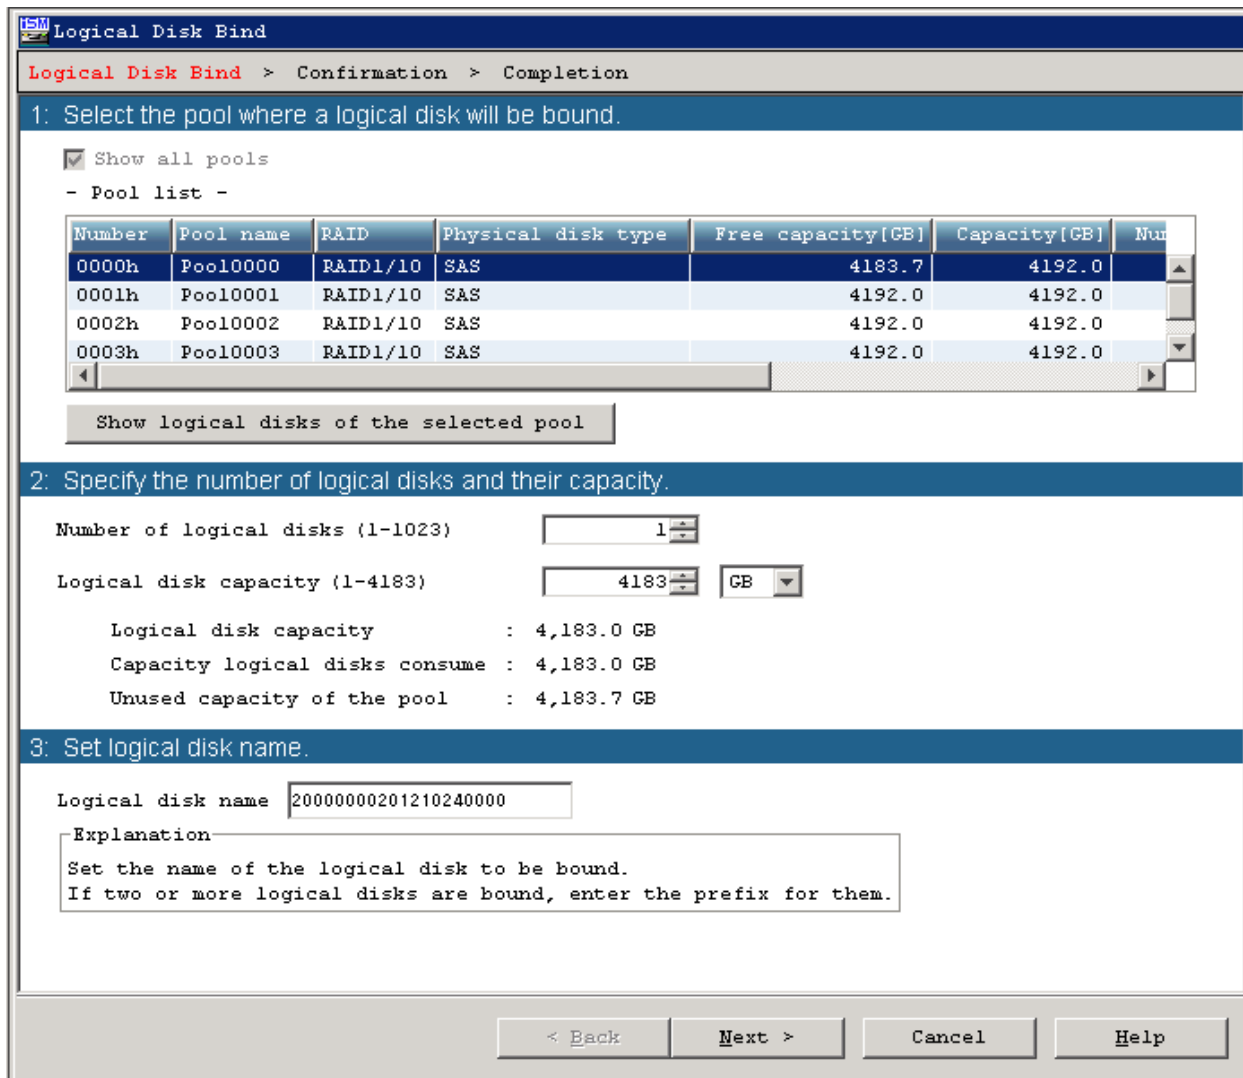 iSM Logical Disk Bind
Logical Disk Bind > Confirmation > Completion
1: Select the pool where a logical disk will be bound.
Show all pools
- Pool list -
Number Pool name RAID Physical disk type Free capacity[GB] Capacity[GB] Num
0000h Pool0000 RAID1/10 SAS 4183.7 4192.0
0001h Pool0001 RAID1/10 SAS 4192.0 4192.0
0002h Pool0002 RAID1/10 SAS 4192.0 4192.0
0003h Pool0003 RAID1/10 SAS 4192.0 4192.0
Show logical disks of the selected pool
2: Specify the number of logical disks and their capacity.
Number of logical disks (1-1023) 1
Logical disk capacity (1-4183) 4183 GB
Logical disk capacity : 4,183.0 GB
Capacity logical disks consume : 4,183.0 GB
Unused capacity of the pool : 4,183.7 GB
3: Set logical disk name.
Logical disk name 20000000201210240000
Explanation
Set the name of the logical disk to be bound.
If two or more logical disks are bound, enter the prefix for them.
< Back Next > Cancel Help